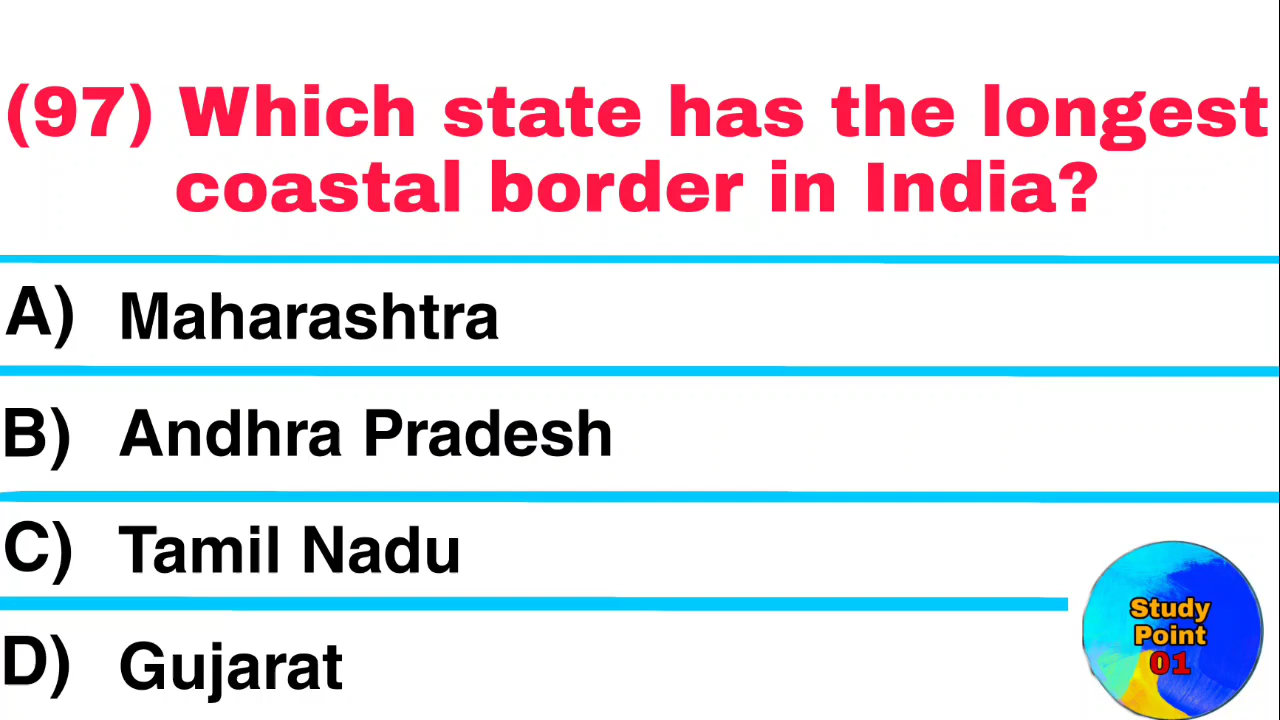 (97) Which state has the longest
coastal border in India?
A) Maharashtra
B) Andhra Pradesh
C) Tamil Nadu
D) Gujarat
Study
Point
01